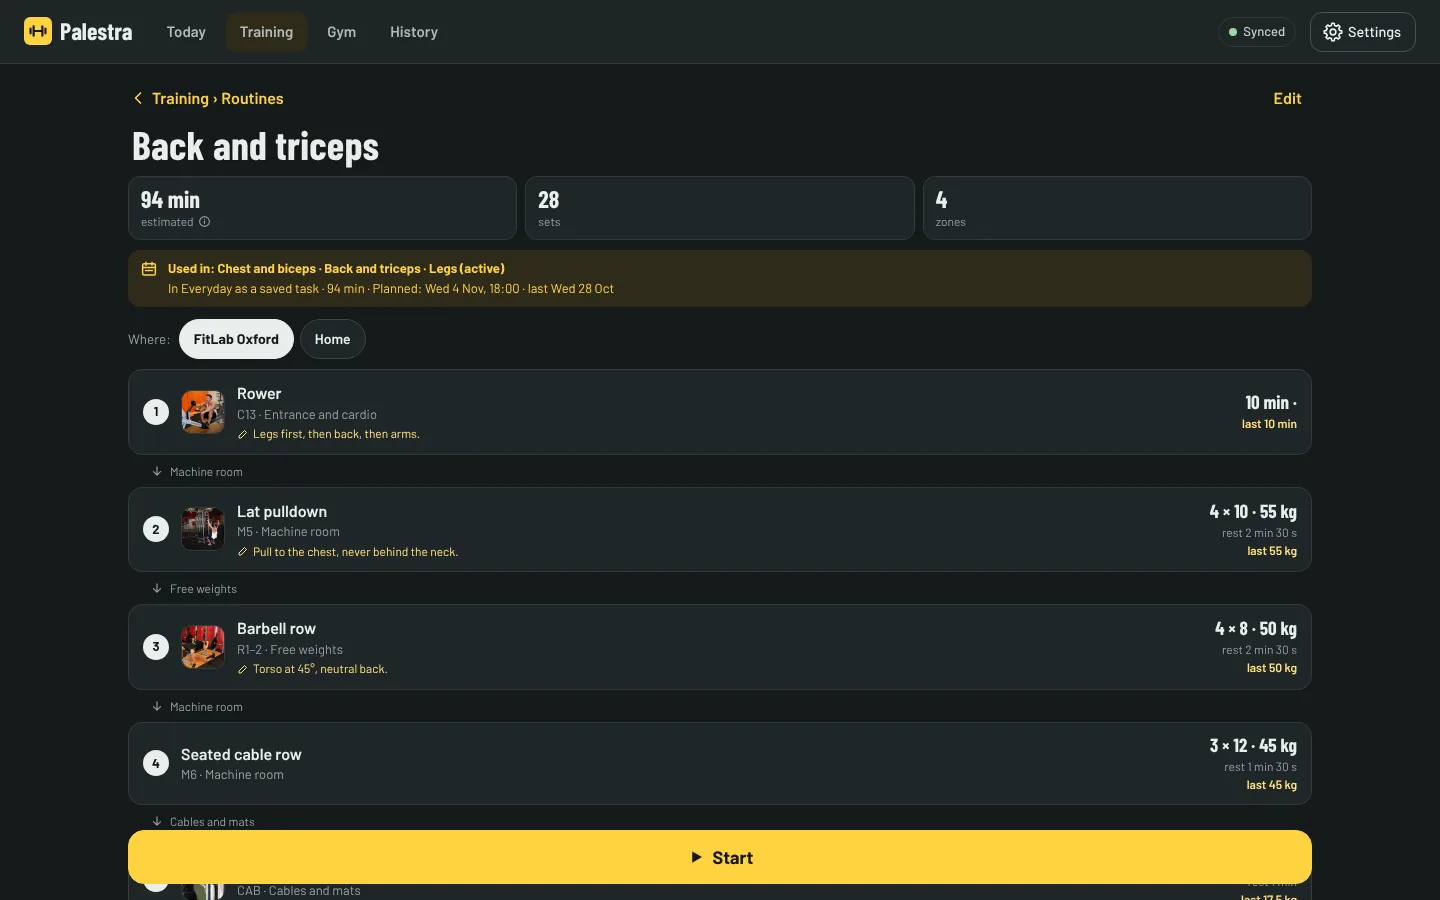 Palestra
Today
Training
Gym
History
Synced
Settings
Training › Routines
Edit
Back and triceps
94 min
estimated
28
sets
4
zones
Used in: Chest and biceps · Back and triceps · Legs (active)
In Everyday as a saved task · 94 min · Planned: Wed 4 Nov, 18:00 · last Wed 28 Oct
Where:
FitLab Oxford
Home
1
Rower
C13 · Entrance and cardio
Legs first, then back, then arms.
10 min ·
last 10 min
Machine room
2
Lat pulldown
M5 · Machine room
Pull to the chest, never behind the neck.
4 × 10 · 55 kg
rest 2 min 30 s
last 55 kg
Free weights
3
Barbell row
R1–2 · Free weights
Torso at 45°, neutral back.
4 × 8 · 50 kg
rest 2 min 30 s
last 50 kg
Machine room
4
Seated cable row
M6 · Machine room
3 × 12 · 45 kg
rest 1 min 30 s
last 45 kg
Cables and mats
Start
CAB · Cables and mats
last 17.5 kg